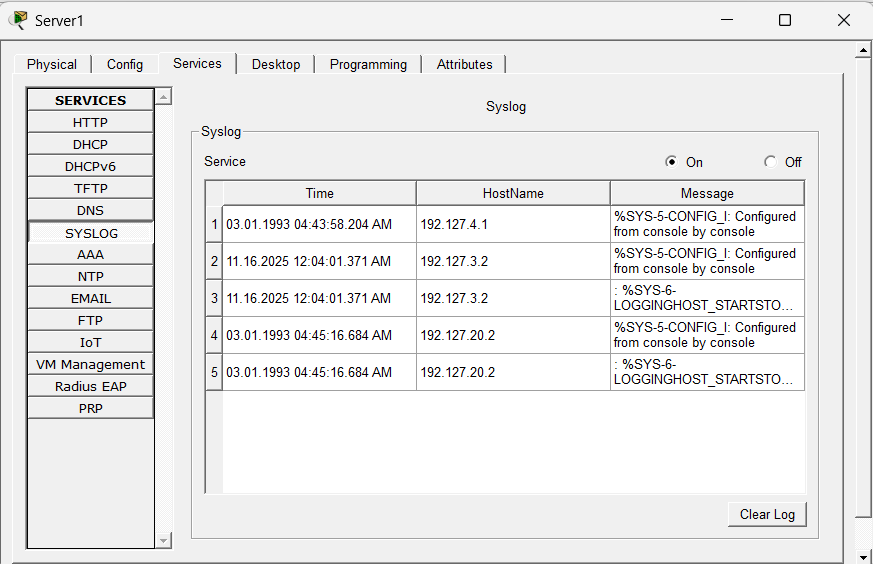 Server1
Physical
Config
Services
Desktop
Programming
Attributes
SERVICES
HTTP
DHCP
DHCPv6
TFTP
DNS
SYSLOG
AAA
NTP
EMAIL
FTP
IoT
VM Management
Radius EAP
PRP
Syslog
Syslog
Service
On
Off
Time HostName Message
1 03.01.1993 04:43:58.204 AM 192.127.4.1 %SYS-5-CONFIG_I: Configured
from console by console
2 11.16.2025 12:04:01.371 AM 192.127.3.2 %SYS-5-CONFIG_I: Configured
from console by console
3 11.16.2025 12:04:01.371 AM 192.127.3.2 : %SYS-6-
LOGGINGHOST_STARTSTO...
4 03.01.1993 04:45:16.684 AM 192.127.20.2 %SYS-5-CONFIG_I: Configured
from console by console
5 03.01.1993 04:45:16.684 AM 192.127.20.2 : %SYS-6-
LOGGINGHOST_STARTSTO...
Clear Log